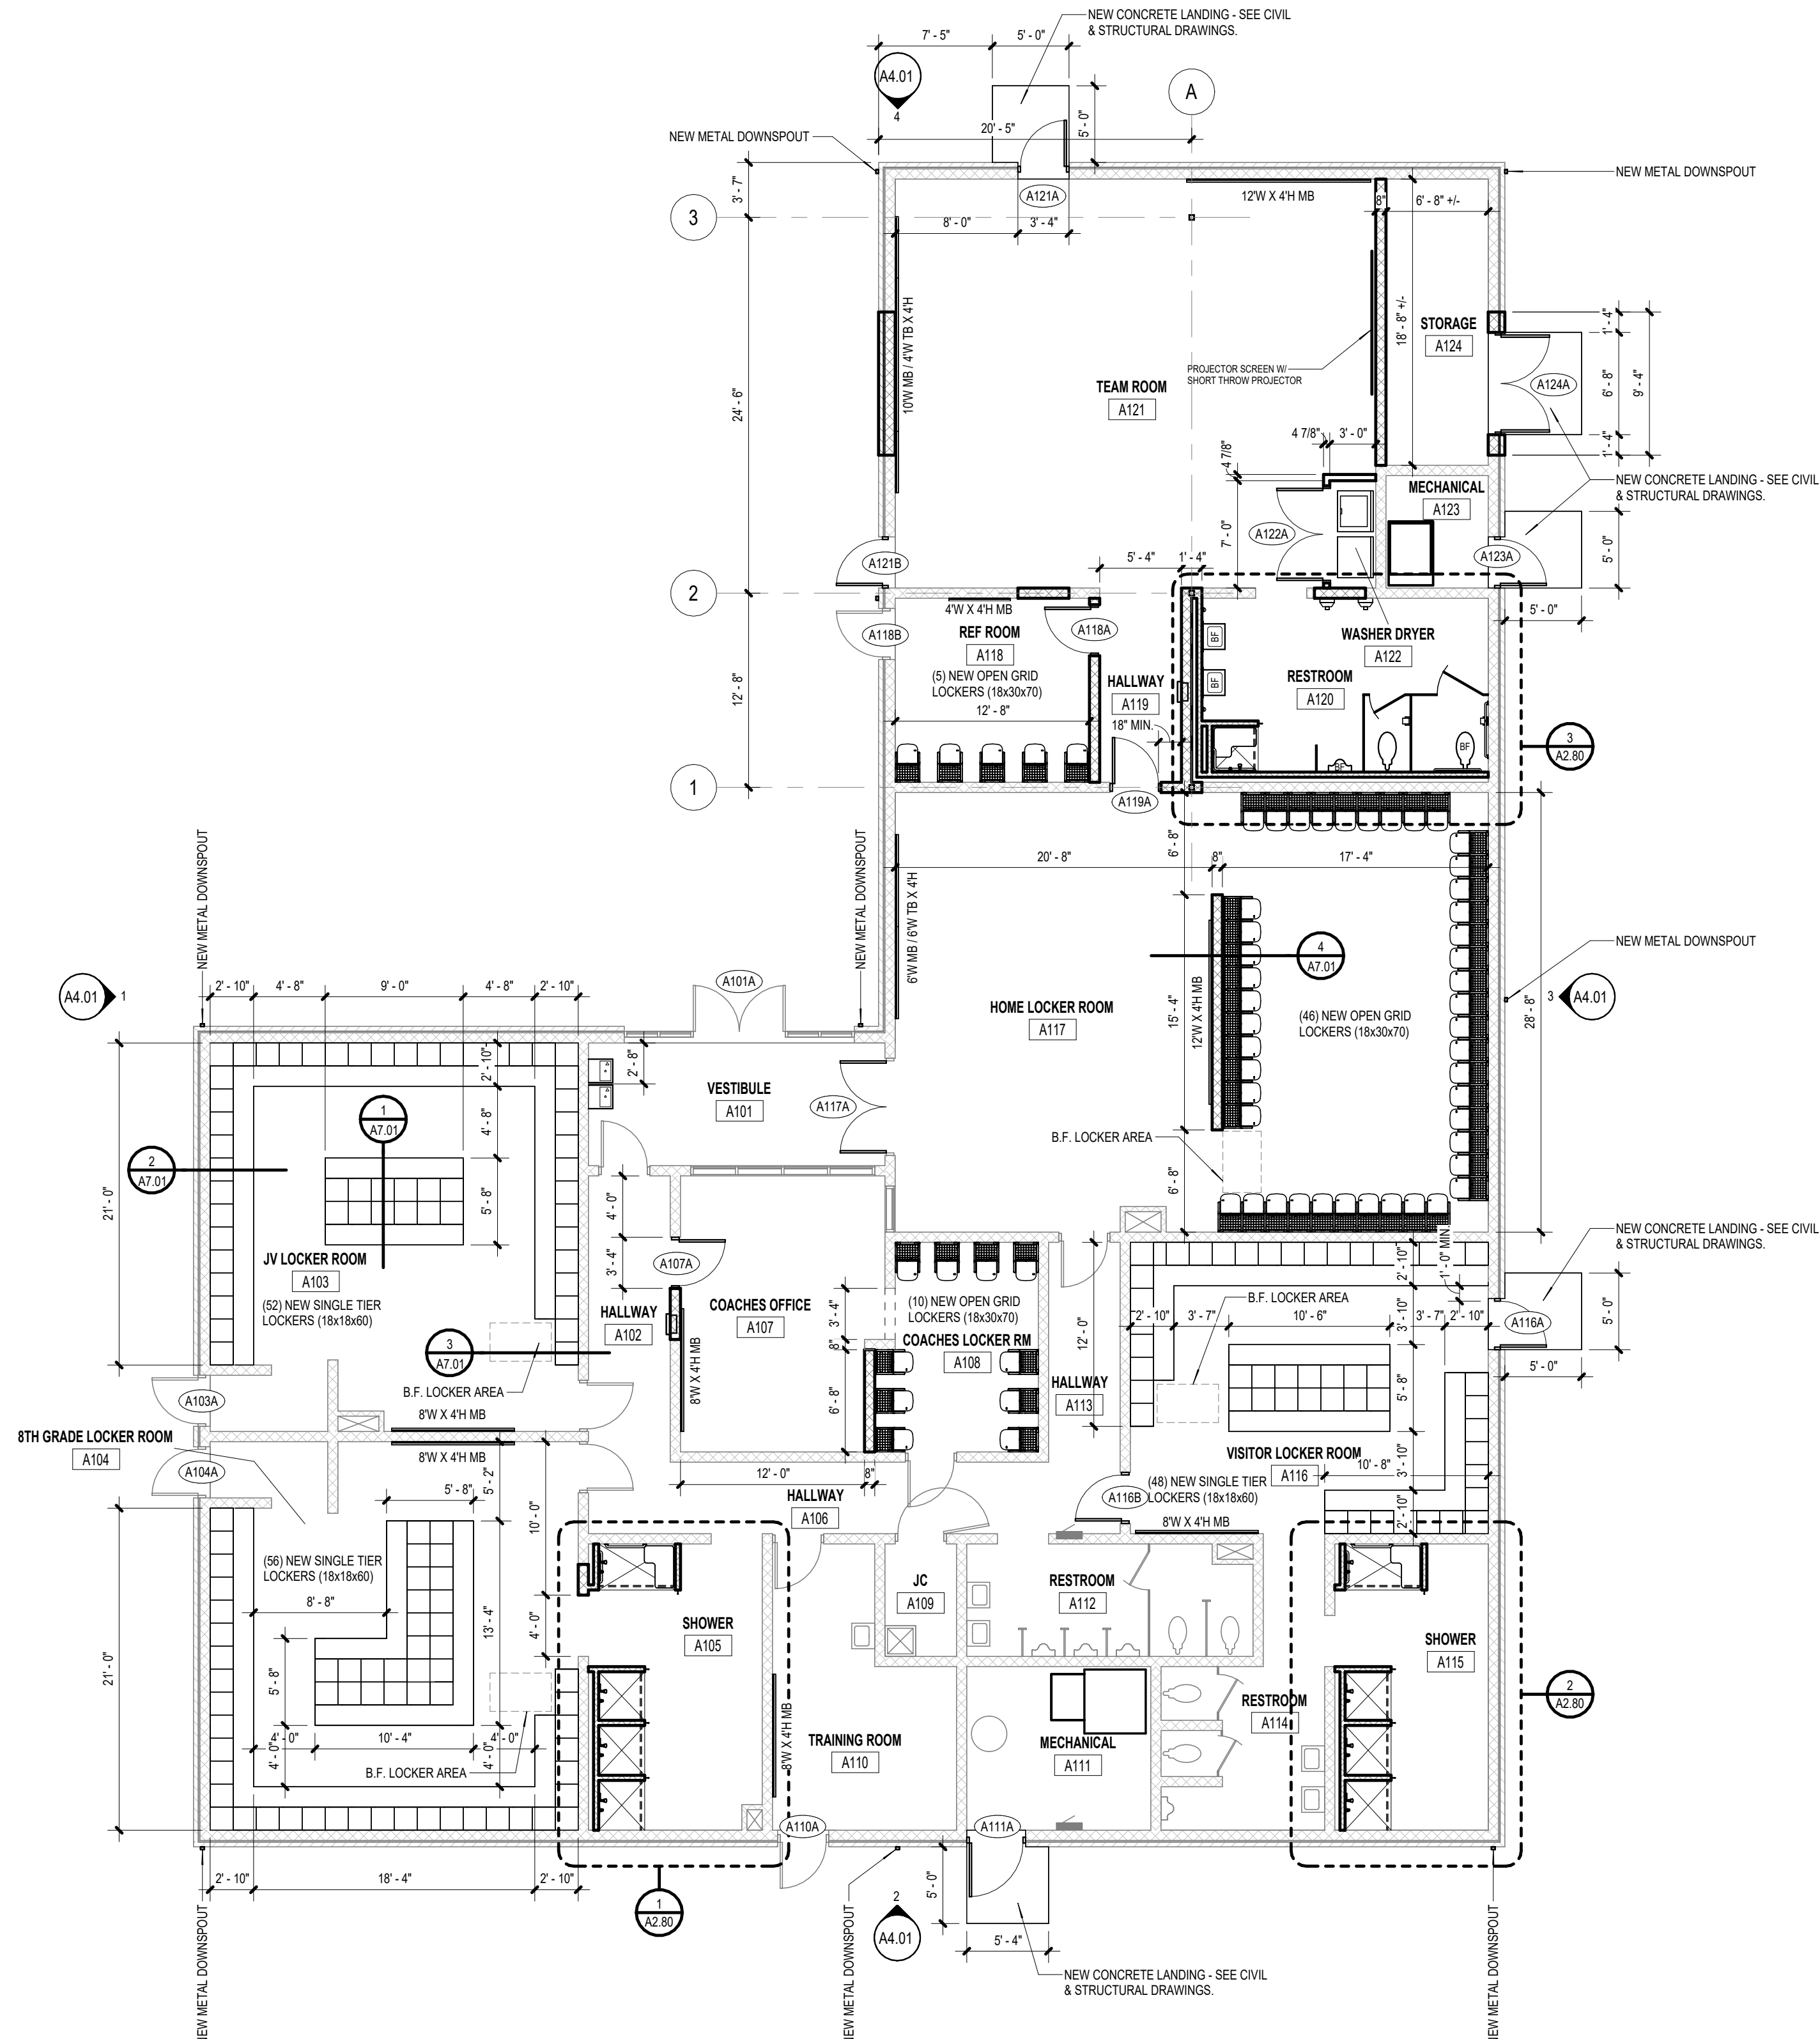 NEW CONCRETE LANDING - SEE CIVIL
& STRUCTURAL DRAWINGS.
7' - 5"
5' - 0"
A4.01
4
A
20' - 5"
5' - 0"
NEW METAL DOWNSPOUT
NEW METAL DOWNSPOUT
3' - 7"
A121A
12'W X 4'H MB
8"
6' - 8" +/-
3
8' - 0"
3' - 4"
10'W MB / 4'W TB X 4'H
18' - 8" +/-
STORAGE
A124
1' - 4"
6' - 8"
9' - 4"
1' - 4"
A124A
PROJECTOR SCREEN W/
SHORT THROW PROJECTOR
TEAM ROOM
A121
24' - 6"
4 7/8"
3' - 0"
4 7/8"
NEW CONCRETE LANDING - SEE CIVIL
& STRUCTURAL DRAWINGS.
MECHANICAL
A123
7' - 0"
A122A
A121B
5' - 4"
1' - 4"
A123A
5' - 0"
2
4'W X 4'H MB
5' - 0"
A118B
REF ROOM
A118
A118A
BF
WASHER DRYER
A122
(5) NEW OPEN GRID
LOCKERS (18x30x70)
HALLWAY
A119
BF
RESTROOM
A120
12' - 8"
12' - 8"
18" MIN.
BF
BF
3
A2.80
1
A119A
6' - 8"
20' - 8"
8"
17' - 4"
6'W MB / 6'W TB X 4'H
NEW METAL DOWNSPOUT
NEW METAL DOWNSPOUT
4
A7.01
NEW METAL DOWNSPOUT
A4.01
1
2' - 10"
4' - 8"
9' - 0"
4' - 8"
2' - 10"
A101A
HOME LOCKER ROOM
A117
15' - 4"
12'W X 4'H MB
(46) NEW OPEN GRID
LOCKERS (18x30x70)
28' - 8"
3
A4.01
2' - 10"
2' - 8"
VESTIBULE
A101
A117A
1
A7.01
4' - 8"
B.F. LOCKER AREA
2
A7.01
6' - 8"
21' - 0"
5' - 8"
4' - 0"
JV LOCKER ROOM
A103
(52) NEW SINGLE TIER
LOCKERS (18x18x60)
3' - 4"
A107A
NEW CONCRETE LANDING - SEE CIVIL
& STRUCTURAL DRAWINGS.
2' - 10"
1' - 0" MIN.
HALLWAY
A102
COACHES OFFICE
A107
3' - 4"
(10) NEW OPEN GRID
LOCKERS (18x30x70)
COACHES LOCKER RM
A108
12' - 0"
2' - 10"
3' - 7"
B.F. LOCKER AREA
10' - 6"
3' - 10"
3' - 7"
2' - 10"
A116A
5' - 0"
3
A7.01
8"
8'W X 4'H MB
6' - 8"
HALLWAY
A113
5' - 8"
5' - 0"
B.F. LOCKER AREA
A103A
8'W X 4'H MB
8TH GRADE LOCKER ROOM
A104
8'W X 4'H MB
A104A
VISITOR LOCKER ROOM
A116
10' - 8"
3' - 10"
12' - 0"
8"
HALLWAY
A106
5' - 8"
5' - 2"
10' - 0"
(48) NEW SINGLE TIER
LOCKERS (18x18x60)
A116B
8'W X 4'H MB
2' - 10"
(56) NEW SINGLE TIER
LOCKERS (18x18x60)
8' - 8"
13' - 4"
4' - 0"
JC
A109
RESTROOM
A112
SHOWER
A105
SHOWER
A115
21' - 0"
5' - 8"
8'W X 4'H MB
RESTROOM
A114
2
A2.80
4' - 0"
10' - 4"
4' - 0"
4' - 0"
4' - 0"
B.F. LOCKER AREA
TRAINING ROOM
A110
MECHANICAL
A111
A110A
A111A
2' - 10"
18' - 4"
2' - 10"
1
A2.80
2
A4.01
5' - 0"
5' - 4"
NEW METAL DOWNSPOUT
NEW METAL DOWNSPOUT
NEW METAL DOWNSPOUT
NEW CONCRETE LANDING - SEE CIVIL
& STRUCTURAL DRAWINGS.